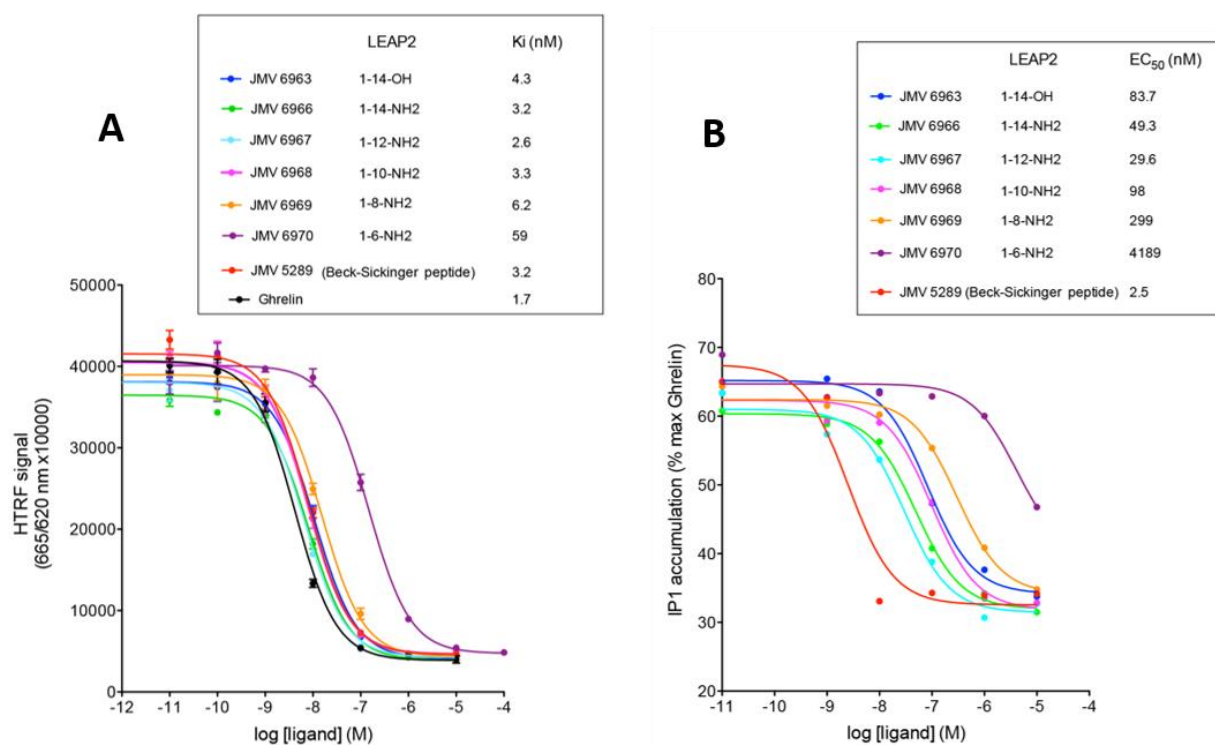 A
LEAP2 Ki (nM)
JMV 6963 1-14-OH 4.3
JMV 6966 1-14-NH2 3.2
JMV 6967 1-12-NH2 2.6
JMV 6968 1-10-NH2 3.3
JMV 6969 1-8-NH2 6.2
JMV 6970 1-6-NH2 59
JMV 5289 (Beck-Sickinger peptide) 3.2
Ghrelin 1.7
50000
40000
30000
20000
10000
0
HTRF signal
(665/620 nm x10000)
-12 -11 -10 -9 -8 -7 -6 -5 -4
log [ligand] (M)
B
LEAP2 EC50 (nM)
JMV 6963 1-14-OH 83.7
JMV 6966 1-14-NH2 49.3
JMV 6967 1-12-NH2 29.6
JMV 6968 1-10-NH2 98
JMV 6969 1-8-NH2 299
JMV 6970 1-6-NH2 4189
JMV 5289 (Beck-Sickinger peptide) 2.5
80
70
60
50
40
30
20
IP1 accumulation (% max Ghrelin)
-11 -10 -9 -8 -7 -6 -5 -4
log [ligand] (M)